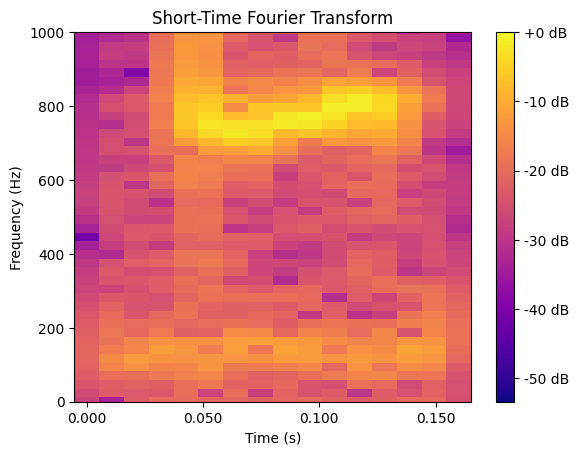 Short-Time Fourier Transform
1000
800
600
400
200
0
Frequency (Hz)
0.000
0.050
0.100
0.150
Time (s)
+0 dB
-10 dB
-20 dB
-30 dB
-40 dB
-50 dB